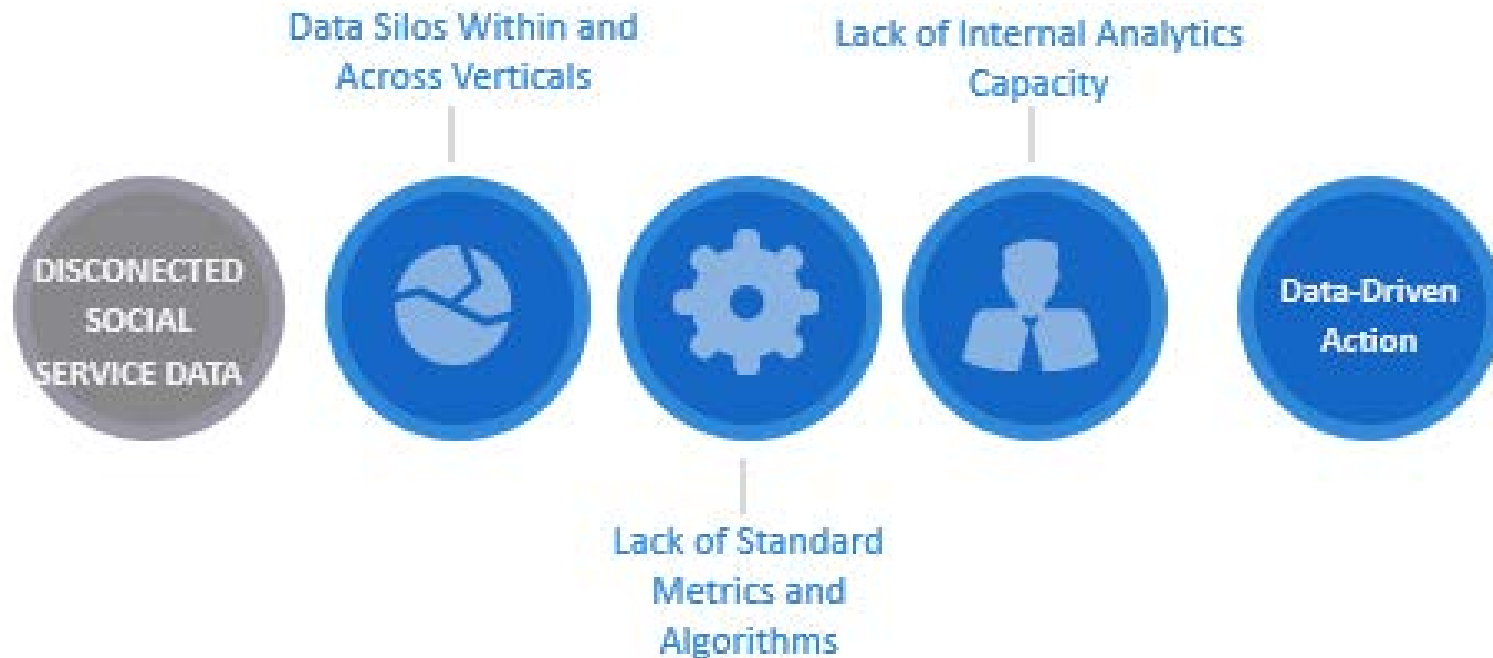 Data Silos Within and
Across Verticals
Lack of Internal Analytics
Capacity
DISCONECTED
SOCIAL
SERVICE DATA
Data-Driven
Action
Lack of Standard
Metrics and
Algorithms